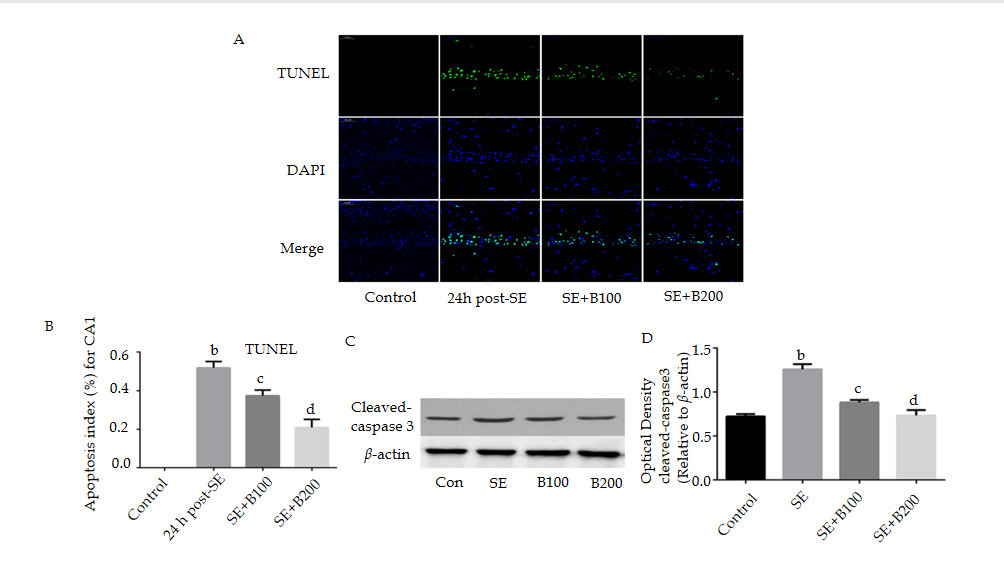 A
TUNEL
DAPI
Merge
Control
24h post-SE
SE+B100
SE+B200
B
Apoptosis index (%) for CA1
TUNEL
0.6
0.4
0.2
0.0
b
c
d
Control
24 h post-SE
SE+B100
SE+B200
C
Cleaved-
caspase 3
β-actin
Con
SE
B100
B200
D
Optical Density
cleaved-caspase3
(Relative to β-actin)
1.5
1.0
0.5
0.0
b
c
d
Control
SE
SE+B100
SE+B200